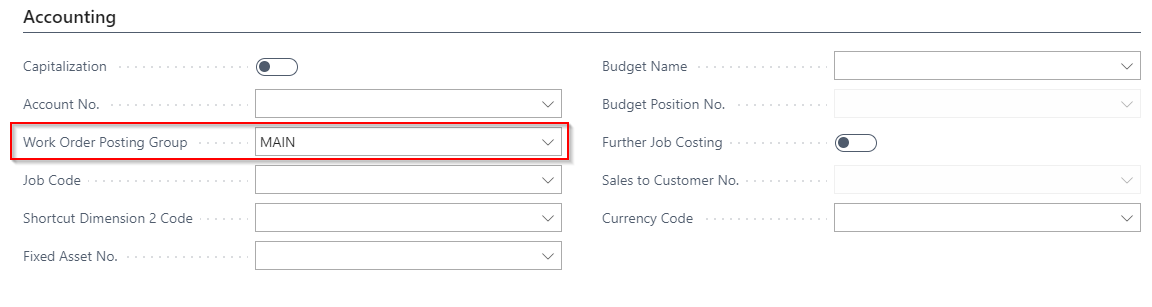 Accounting
Capitalization
Account No.
Work Order Posting Group MAIN
Job Code
Shortcut Dimension 2 Code
Fixed Asset No.
Budget Name
Budget Position No.
Further Job Costing
Sales to Customer No.
Currency Code